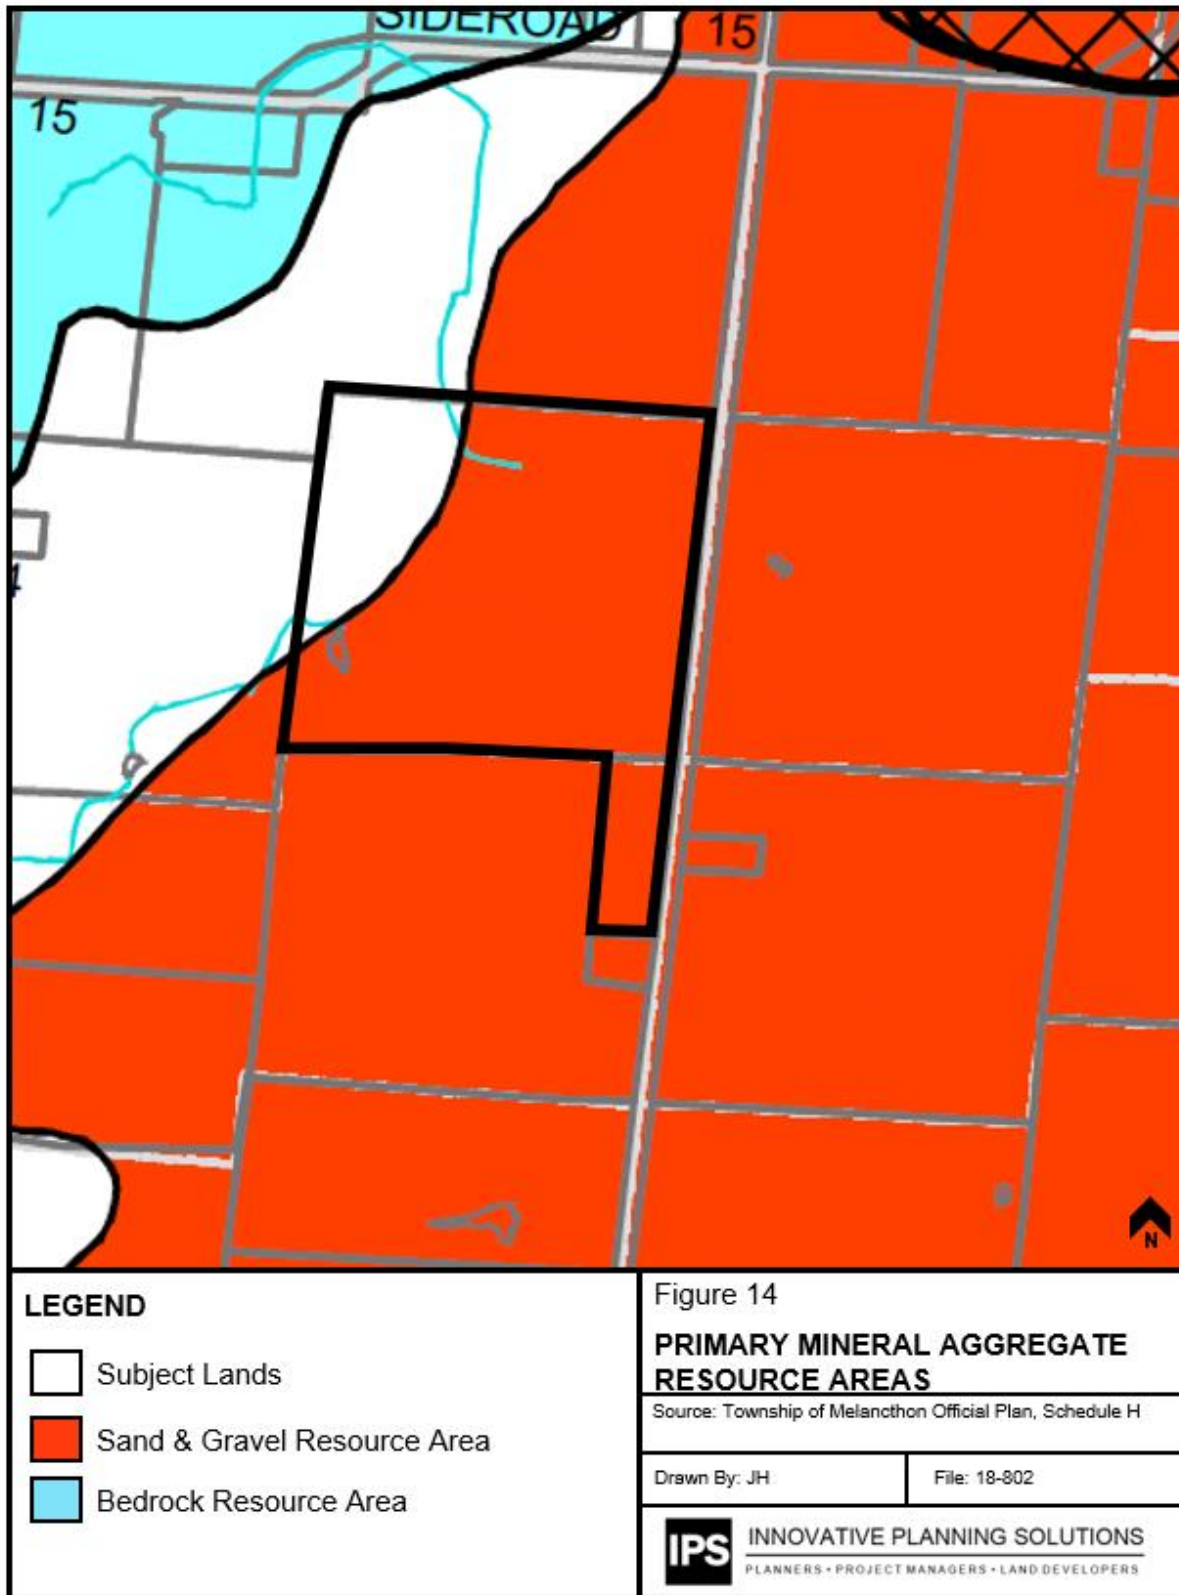 SIDEROAD
15
15
4
N
LEGEND
Subject Lands
Sand & Gravel Resource Area
Bedrock Resource Area
Figure 14
PRIMARY MINERAL AGGREGATE
RESOURCE AREAS
Source: Township of Melancthon Official Plan, Schedule H
Drawn By: JH
File: 18-802
IPS
INNOVATIVE PLANNING SOLUTIONS
PLANNERS • PROJECT MANAGERS • LAND DEVELOPERS